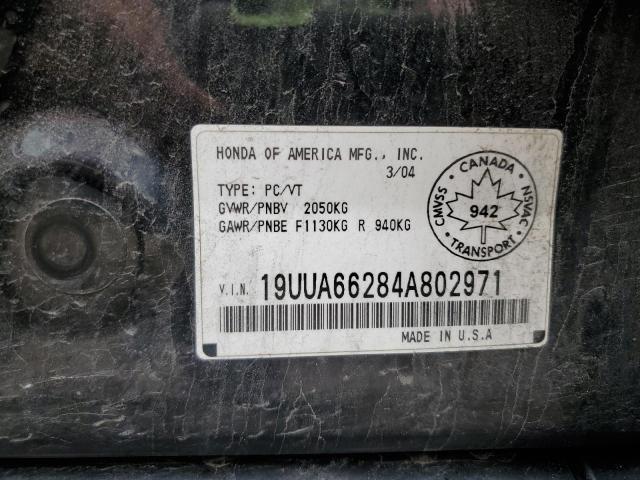 HONDA OF AMERICA MFG., INC.
3/04
TYPE: PC/VT
GVWR/PNBV 2050KG
GAWR/PNBE F1130KG R 940KG
V.I.N. 19UUA66284A802971
MADE IN U.S.A
CANADA
CMVSS
942
NSVAC
TRANSPORT